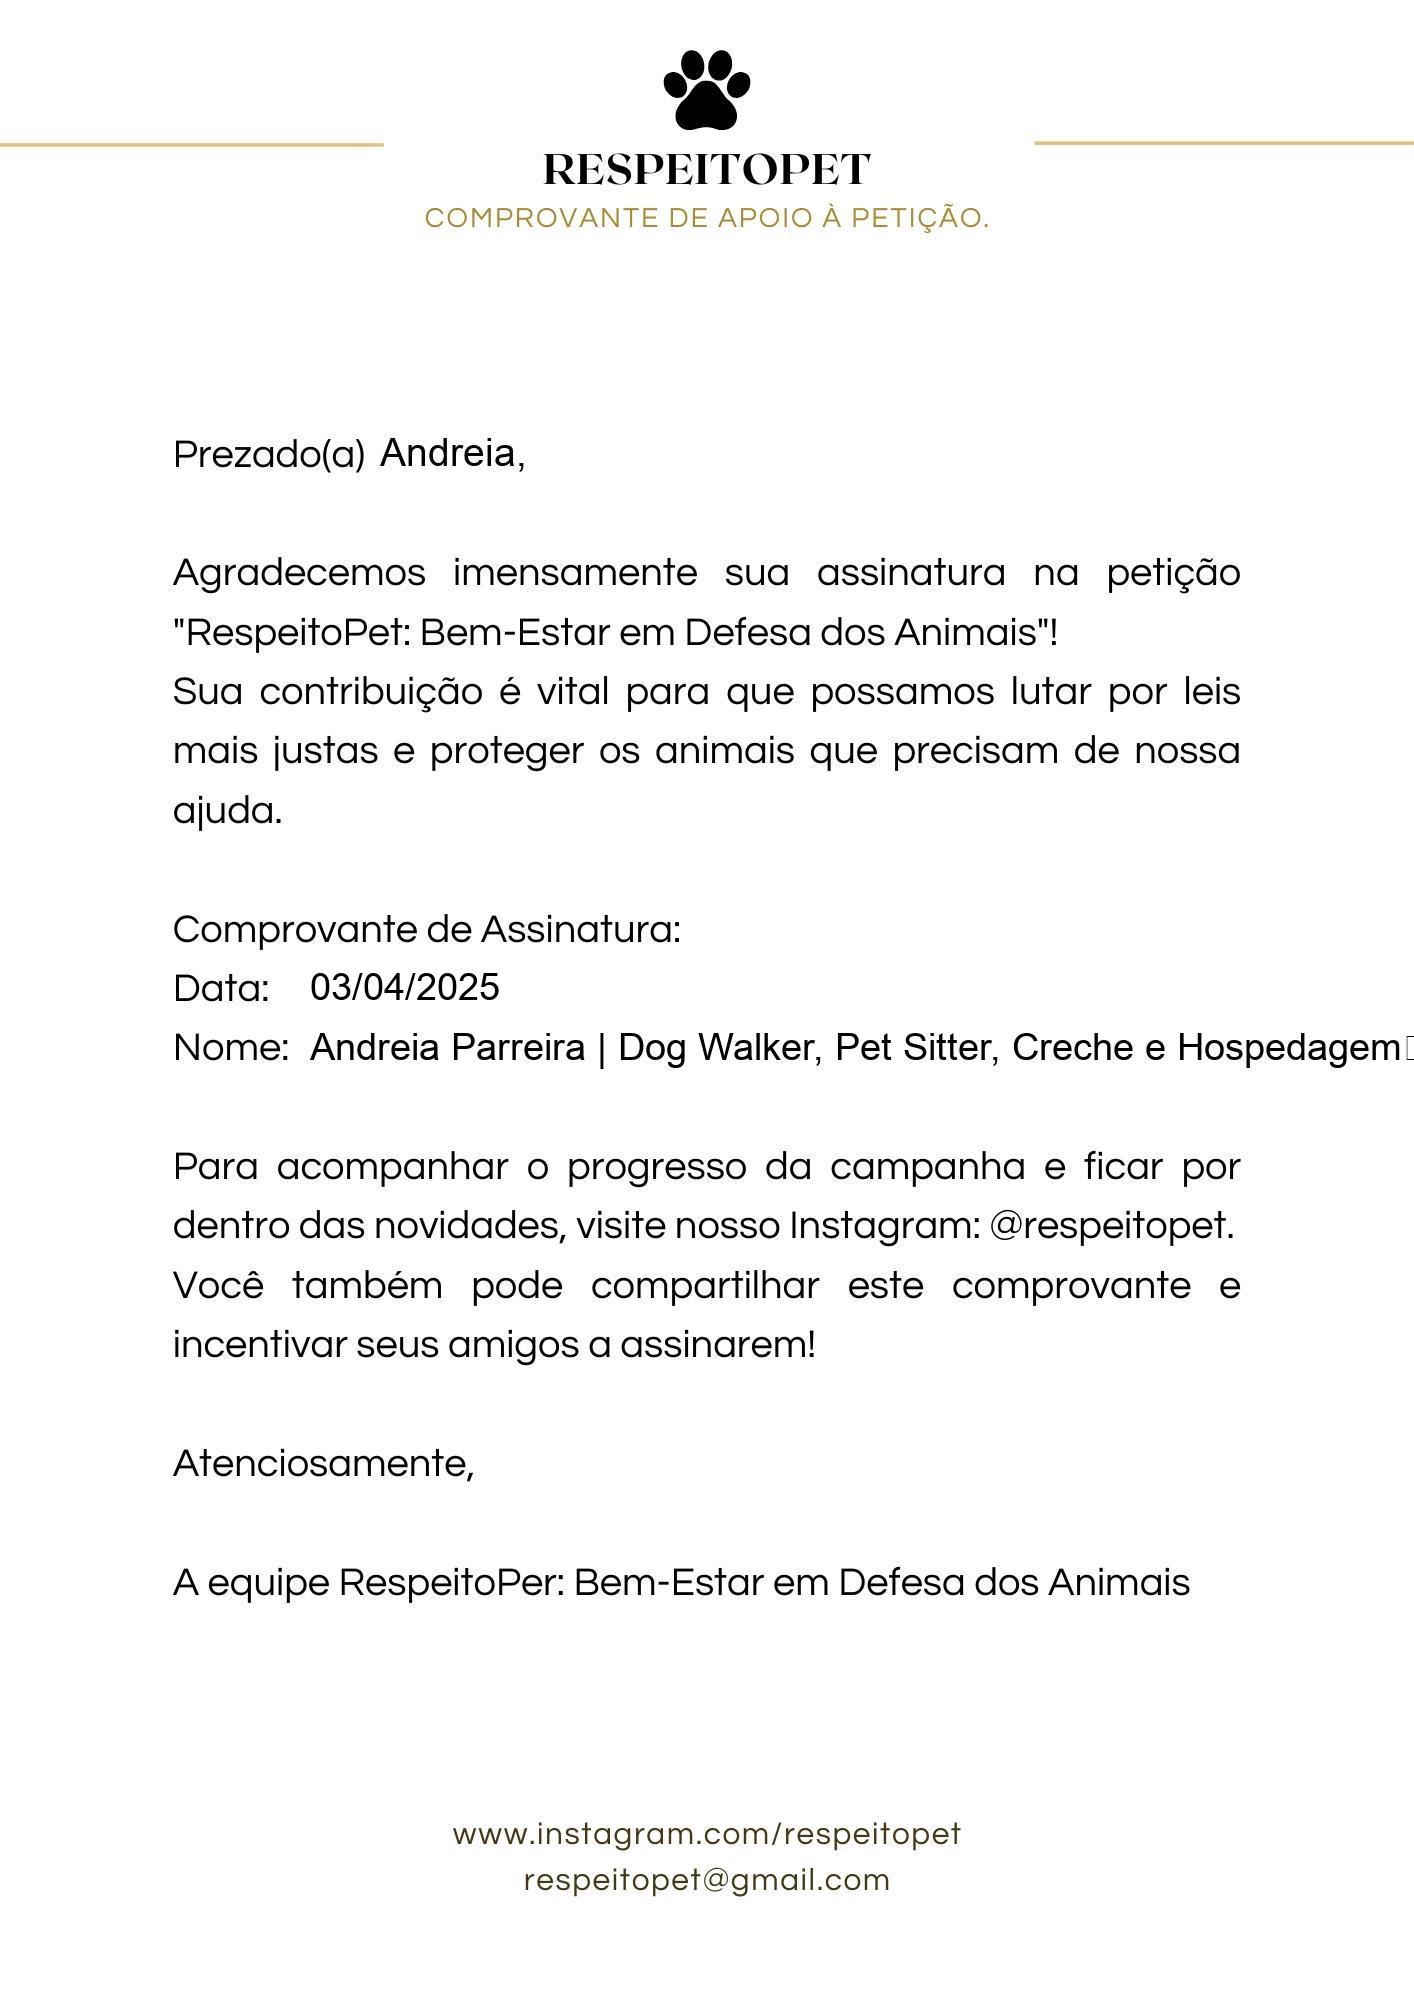 RESPEITOPET
COMPROVANTE DE APOIO À PETIÇÃO.
Prezado(a) Andreia,
Agradecemos imensamente sua assinatura na petição
"RespeitoPet: Bem-Estar em Defesa dos Animais"!
Sua contribuição é vital para que possamos lutar por leis
mais justas e proteger os animais que precisam de nossa
ajuda.
Comprovante de Assinatura:
Data: 03/04/2025
Nome: Andreia Parreira | Dog Walker, Pet Sitter, Creche e Hospedagem
Para acompanhar o progresso da campanha e ficar por
dentro das novidades, visite nosso Instagram: @respeitopet.
Você também pode compartilhar este comprovante e
incentivar seus amigos a assinarem!
Atenciosamente,
A equipe RespeitoPer: Bem-Estar em Defesa dos Animais
www.instagram.com/respeitopet
respeitopet@gmail.com